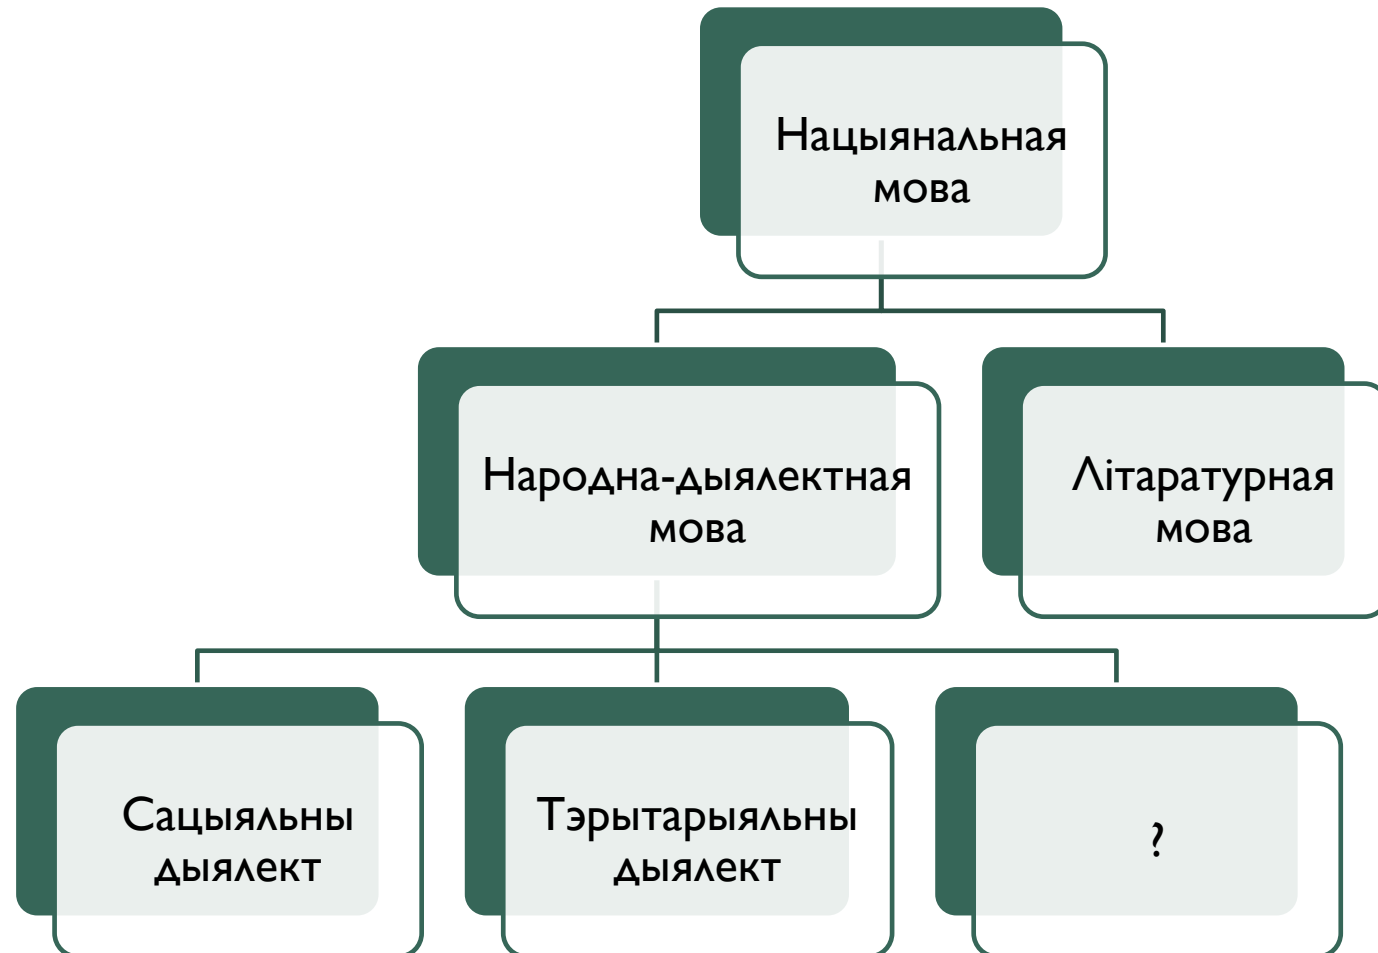 Нацыянальная
мова
Народна-дыялектная
мова
Літаратурная
мова
Сацыяльны
дыялект
Тэрытарыяльны
дыялект
?